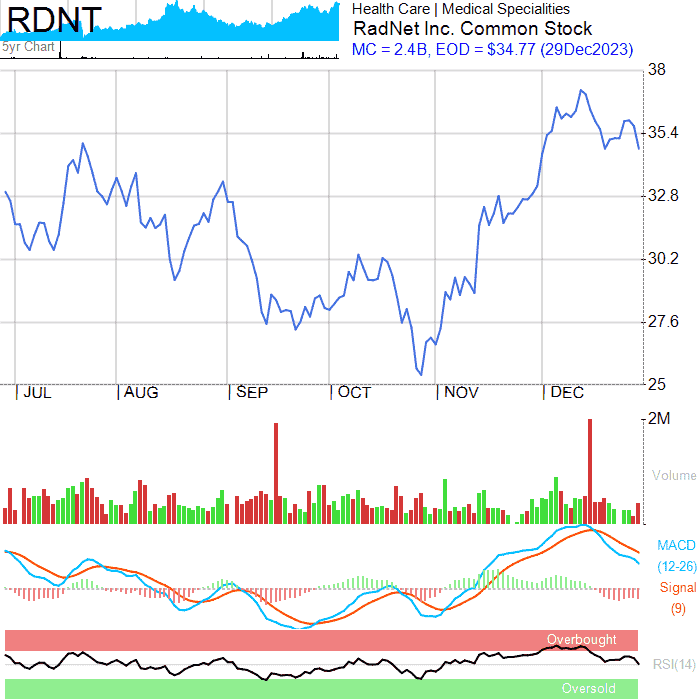 RDNT
5yr Chart
Health Care | Medical Specialities
RadNet Inc. Common Stock
MC = 2.4B, EOD = $34.77 (29Dec2023)
38
35.4
32.8
30.2
27.6
25
JUL
AUG
SEP
OCT
NOV
DEC
2M
Volume
MACD
(12-26)
Signal
(9)
Overbought
RSI(14)
Oversold